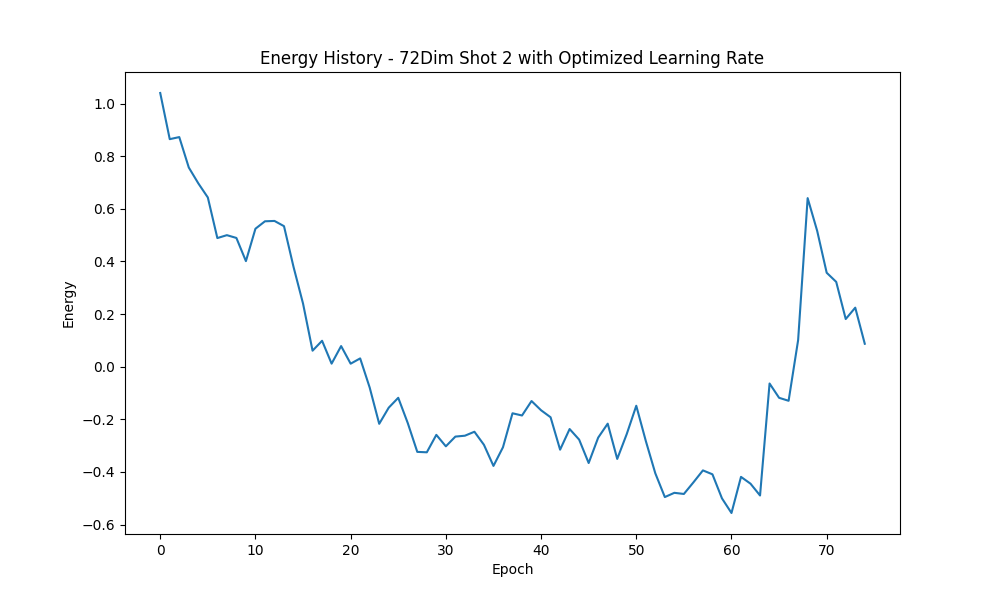 Energy History - 72Dim Shot 2 with Optimized Learning Rate
1.0
0.8
0.6
0.4
0.2
0.0
−0.2
−0.4
−0.6
Energy
0 10 20 30 40 50 60 70
Epoch